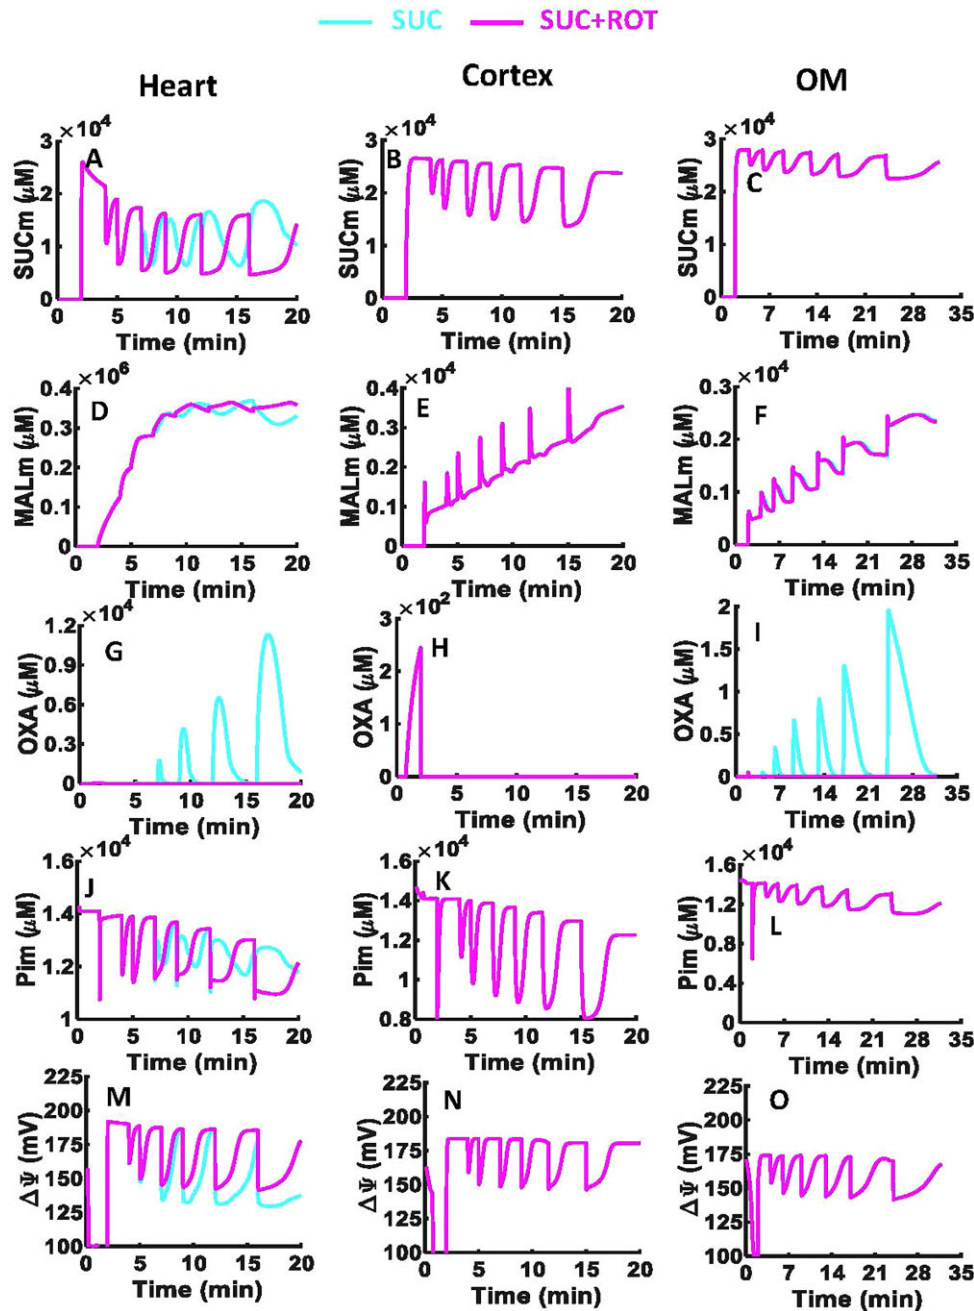 SUC SUC+ROT
Heart Cortex OM
×10⁴ ×10⁴ ×10⁴
A B C
SUCm (μM) SUCm (μM) SUCm (μM)
3 2 1 0 3 2 1 0 3 2 1 0
0 5 10 15 20 0 5 10 15 20 0 7 14 21 28 35
Time (min) Time (min) Time (min)
×10⁶ ×10⁴ ×10⁴
D E F
MALm (μM) MALm (μM) MALm (μM)
0.4 0.3 0.2 0.1 0 0.4 0.3 0.2 0.1 0 0.3 0.2 0.1 0
0 5 10 15 20 0 5 10 15 20 0 7 14 21 28 35
Time (min) Time (min) Time (min)
×10⁴ ×10²
G H I
OXA (μM) OXA (μM) OXA (μM)
1.2 0.9 0.6 0.3 0 3 2 1 0 2 1.5 1 0.5 0
0 5 10 15 20 0 5 10 15 20 0 7 14 21 28 35
Time (min) Time (min) Time (min)
×10⁴ ×10⁴ ×10⁴
J K L
Pim (μM) Pim (μM) Pim (μM)
1.6 1.4 1.2 1 1.6 1.4 1.2 1 0.8 1.6 1.2 0.8 0.4 0
0 5 10 15 20 0 5 10 15 20 0 7 14 21 28 35
Time (min) Time (min) Time (min)
M N O
ΔΨ (mV) ΔΨ (mV) ΔΨ (mV)
225 200 175 150 125 100 225 200 175 150 125 100 225 200 175 150 125 100
0 5 10 15 20 0 5 10 15 20 0 7 14 21 28 35
Time (min) Time (min) Time (min)